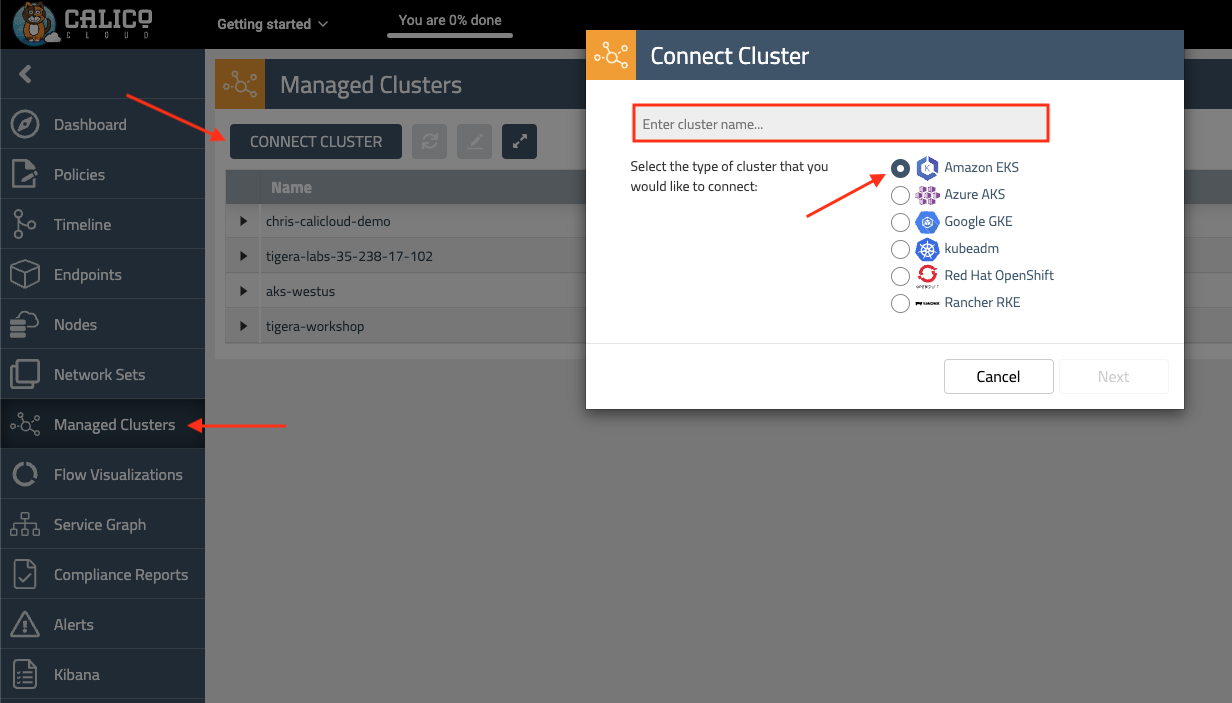 CALICO
CLOUD
Getting started
You are 0% done
Managed Clusters
CONNECT CLUSTER
Name
chris-calicloud-demo
tigera-labs-35-238-17-102
aks-westus
tigera-workshop
Dashboard
Policies
Timeline
Endpoints
Nodes
Network Sets
Managed Clusters
Flow Visualizations
Service Graph
Compliance Reports
Alerts
Kibana
Connect Cluster
Enter cluster name...
Select the type of cluster that you
would like to connect:
Amazon EKS
Azure AKS
Google GKE
kubeadm
Red Hat OpenShift
Rancher RKE
Cancel
Next